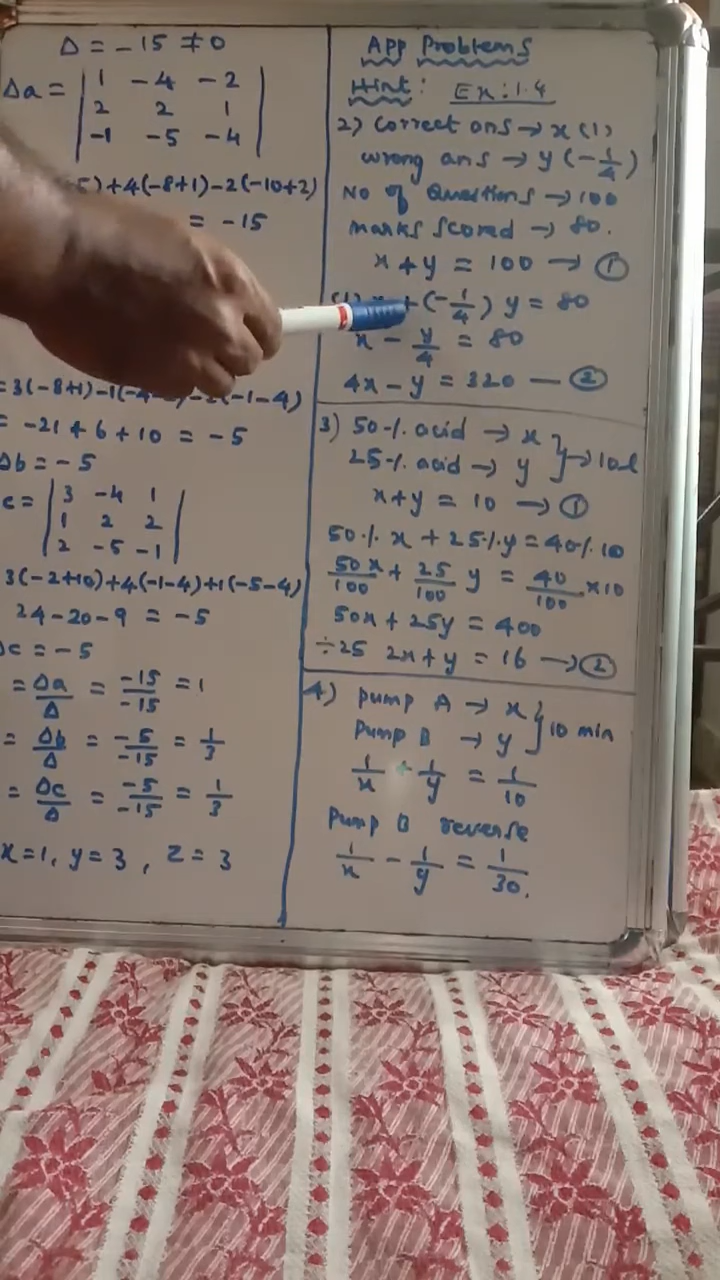 Δ = -15 ≠ 0
Δa = | 1 -4 -2 |
| 2 2 1 |
| -1 -5 -4 |
5)+4(-8+1)-2(-10+2)
= -15
=3(-8+1)-1(-4
-1-4)
= -21 + 6 + 10 = -5
Δb = -5
c = | 3 -4 1 |
| 1 2 2 |
| 2 -5 -1 |
3(-2+10)+4(-1-4)+1(-5-4)
24-20-9 = -5
c = -5
= Δa/Δ = -15/-15 = 1
= Δb/Δ = -5/-15 = 1/3
= Δc/Δ = -5/-15 = 1/3
x=1, y=3, z=3
App Problems
Hint: Ex:1.4
2) Correct ans → x (1)
wrong ans → y (-1/4)
No of Questions → 100
marks scored → 80.
x + y = 100 → ①
+ (-1/4) y = 80
x - y/4 = 80
4x - y = 320 — ②
3) 50% acid → x } → 10l
25% acid → y
x+y = 10 → ①
50% x + 25% y = 40% 10
50x/100 + 25/100 y = 40/100 ×10
50x + 25y = 400
÷25 2x+y = 16 → ②
4) Pump A → x } 10 min
Pump B → y
1/x + 1/y = 1/10
Pump B reverse
1/x - 1/y = 1/30.